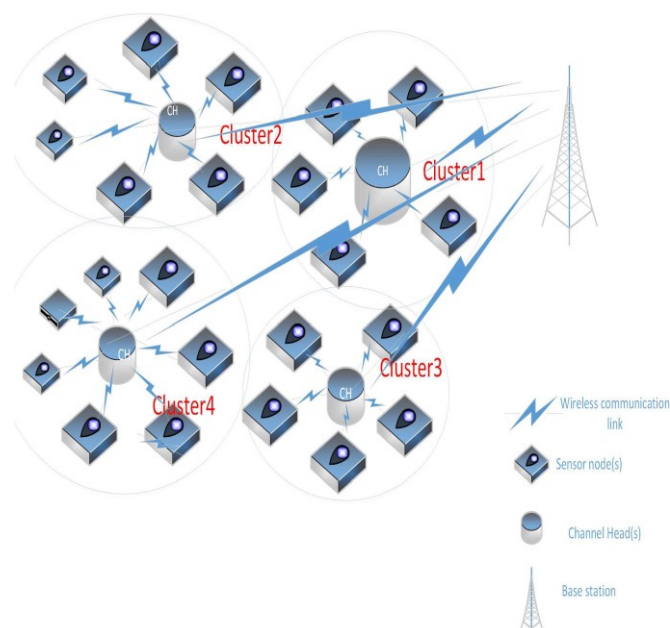 CH
Cluster2
CH
Cluster1
CH
Cluster4
CH
Cluster3
Wireless communication
link
Sensor node(s)
Channel Head(s)
Base station